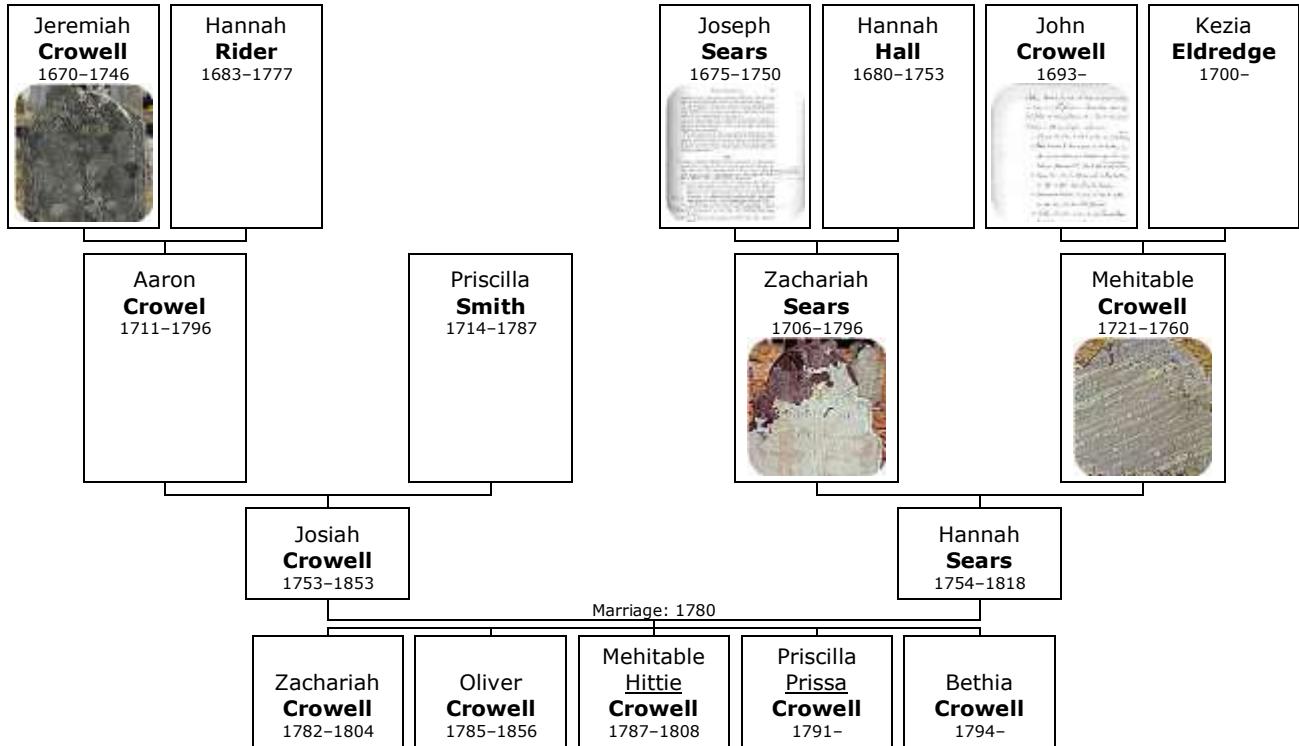 Jeremiah
Crowell
1670–1746
Hannah
Rider
1683–1777
Joseph
Sears
1675–1750
Hannah
Hall
1680–1753
John
Crowell
1693–
Kezia
Eldredge
1700–
Aaron
Crowel
1711–1796
Priscilla
Smith
1714–1787
Zachariah
Sears
1706–1796
Mehitable
Crowell
1721–1760
Josiah
Crowell
1753–1853
Hannah
Sears
1754–1818
Marriage: 1780
Zachariah
Crowell
1782–1804
Oliver
Crowell
1785–1856
Mehitable
Hittie
Crowell
1787–1808
Priscilla
Prissa
Crowell
1791–
Bethia
Crowell
1794–